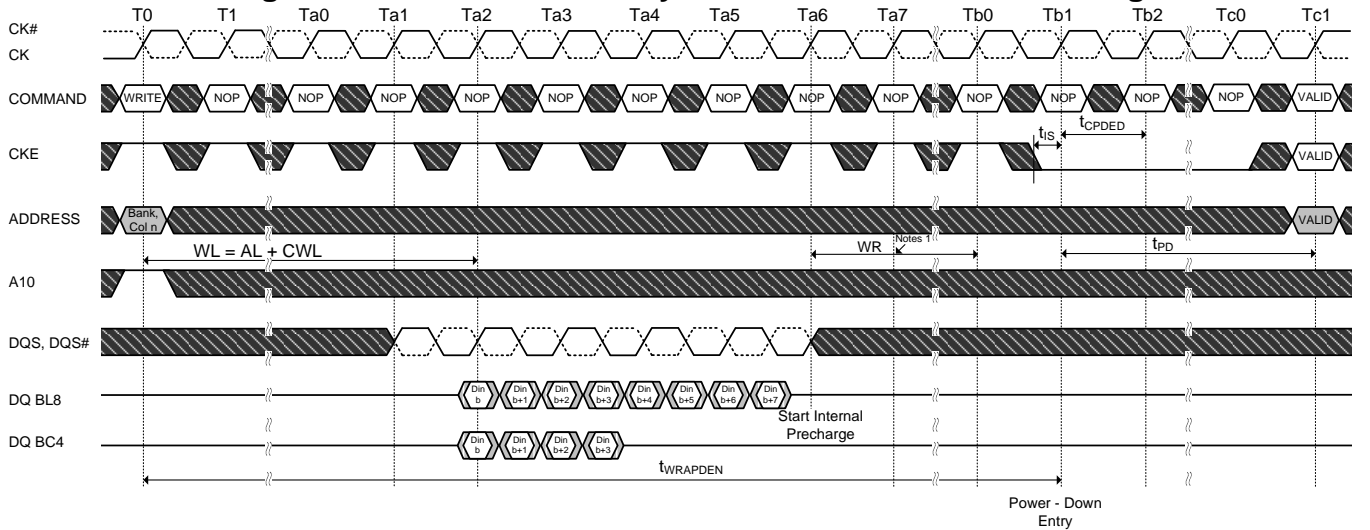 T0 T1 Ta0 Ta1 Ta2 Ta3 Ta4 Ta5 Ta6 Ta7 Tb0 Tb1 Tb2 Tc0 Tc1
CK#
CK
COMMAND WRITE NOP NOP NOP NOP NOP NOP NOP NOP NOP NOP NOP NOP NOP VALID
tIS tCPDED
CKE VALID
ADDRESS Bank, Col n VALID
WL = AL + CWL WR Notes 1 tPD
A10
DQS, DQS#
DQ BL8 Din b Din b+1 Din b+2 Din b+3 Din b+4 Din b+5 Din b+6 Din b+7
Start Internal
Precharge
DQ BC4 Din b Din b+1 Din b+2 Din b+3
tWRAPDEN
Power - Down
Entry